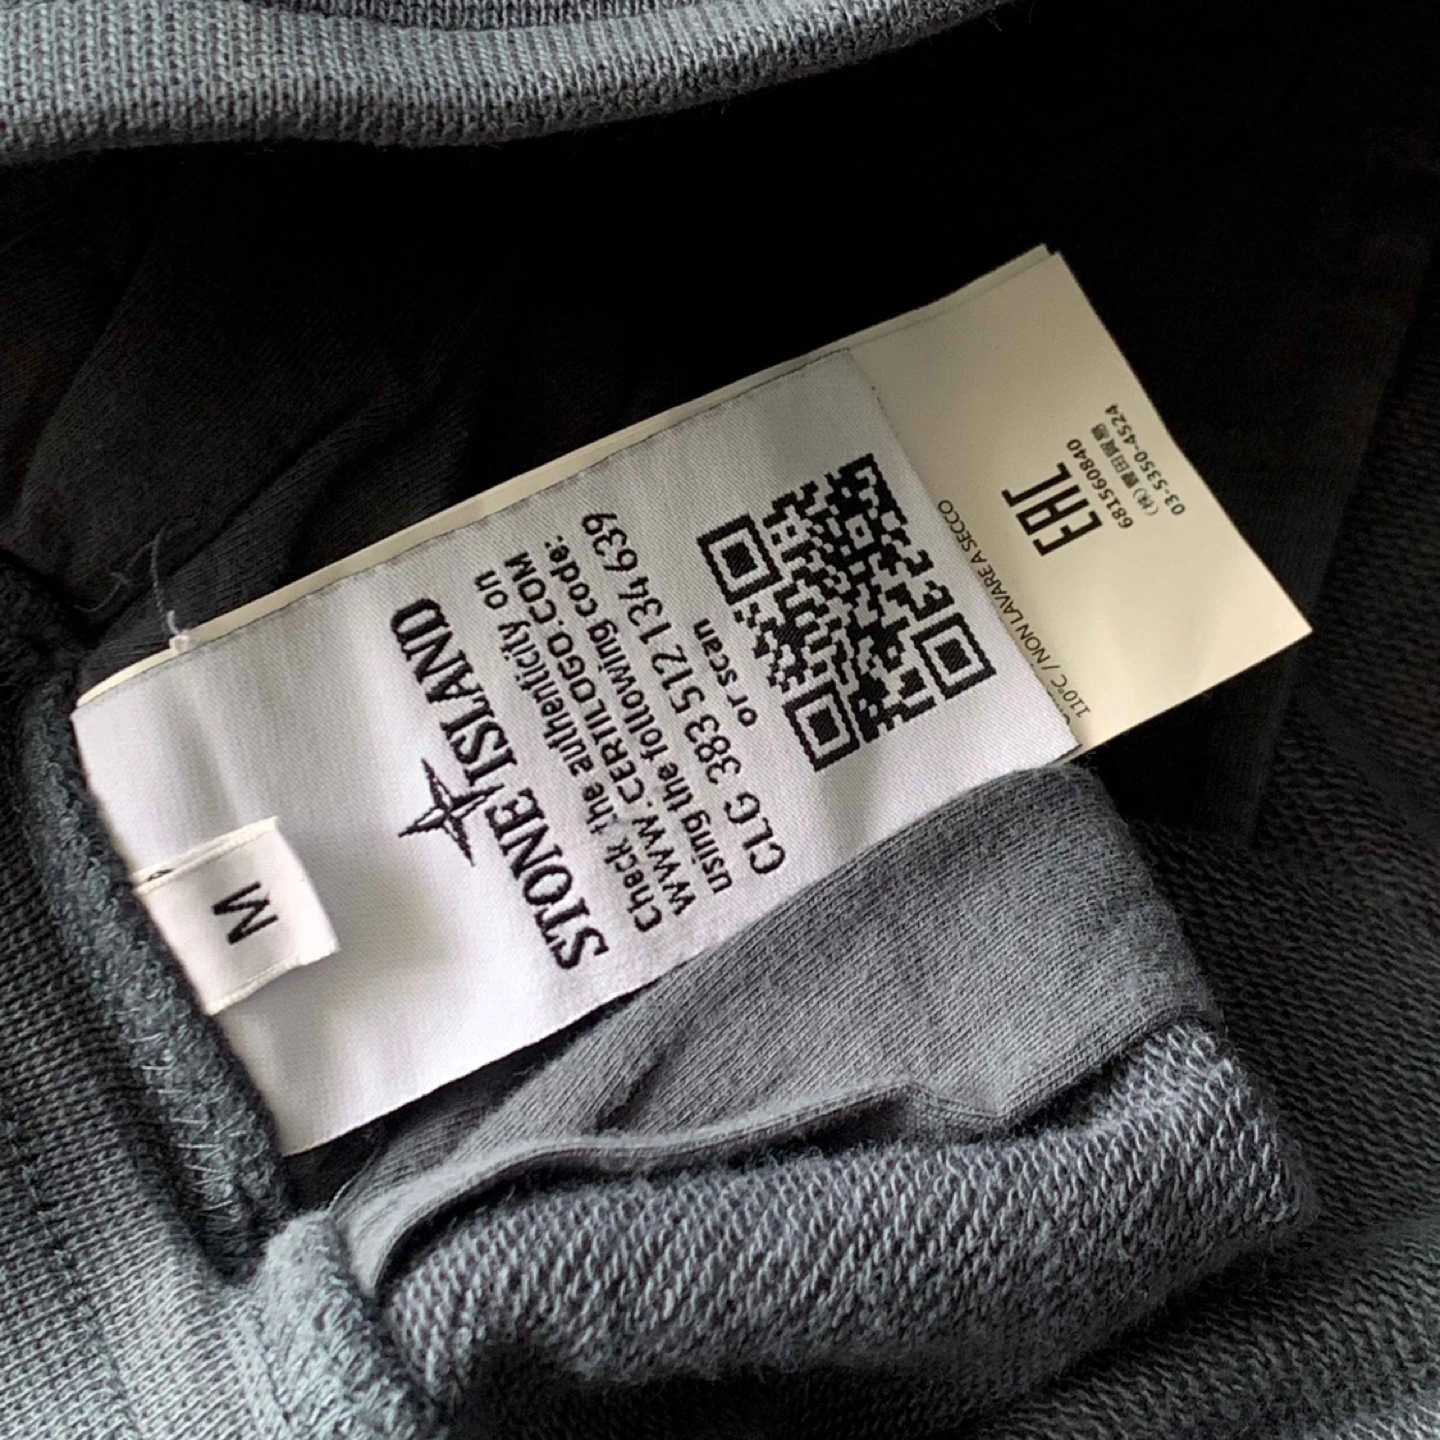 STONE ISLAND
Check the authenticity on
WWW.CERTILOGO.COM
using the following code:
CLG 383 512 134 639
or scan
M
110°C / NON LAVARE A SECCO
EAC
681560840
03-5350-4524